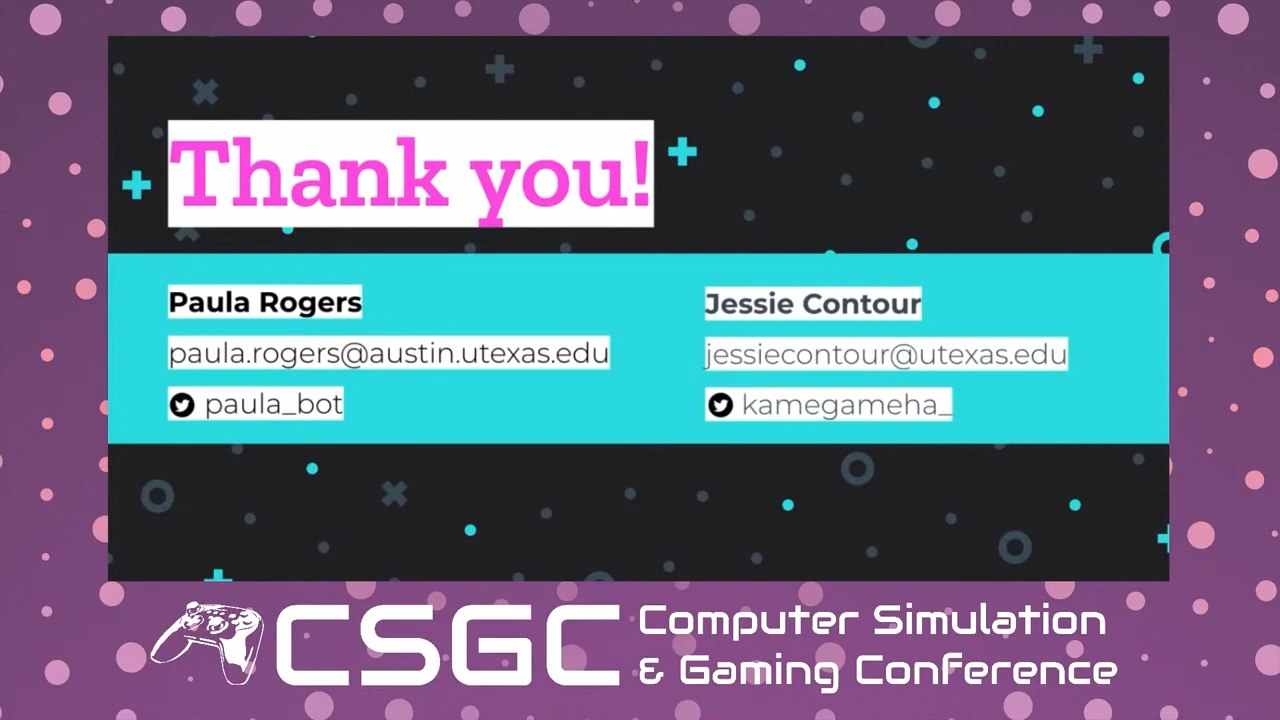 Thank you!
Paula Rogers
paula.rogers@austin.utexas.edu
paula_bot
Jessie Contour
jessiecontour@utexas.edu
kamegameha_
CSGC
Computer Simulation
& Gaming Conference